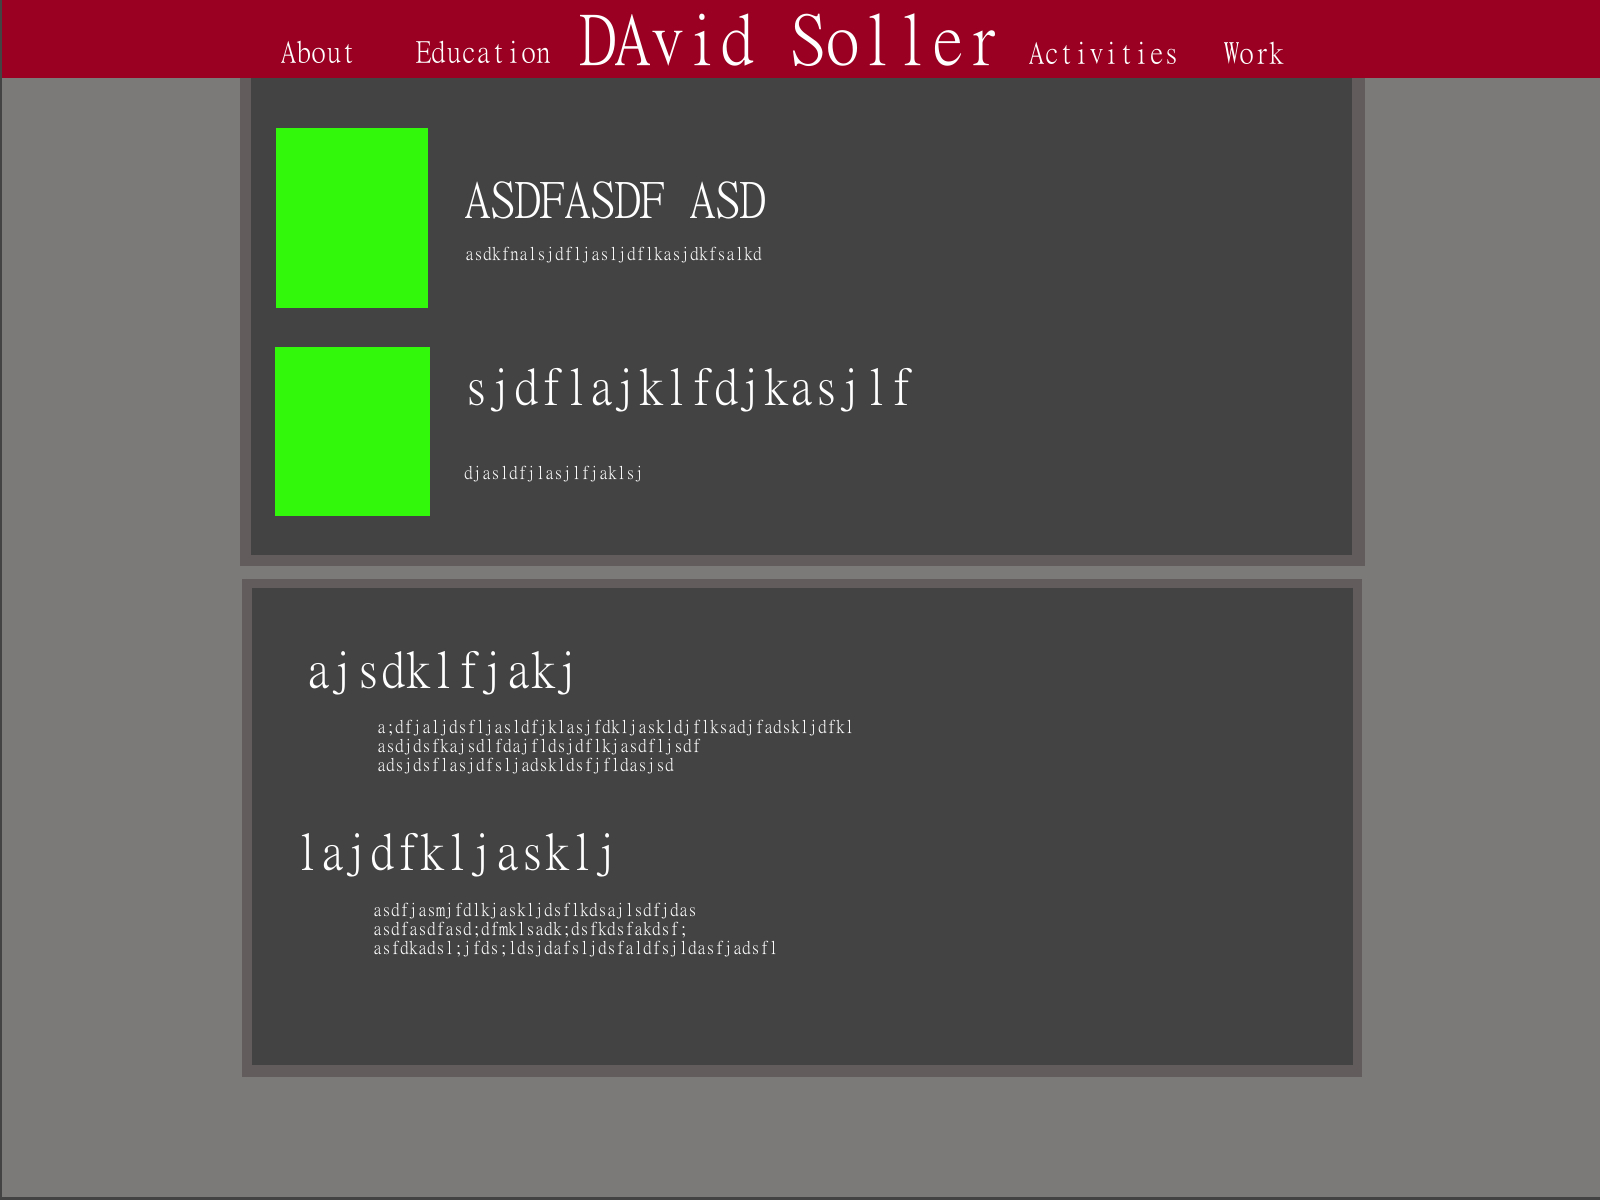 About Education DAvid Soller Activities Work
ASDFASDF ASD
asdkfnalsjdfljasljdflkasjdkfsalkd
sjdflajklfdjkasjlf
djasldfjlasjlfjaklsj
ajsdklfjakj
a;dfjaljdsfljasldfjklasjfdkljaskldjflksadjfadskljdfkl
asdjdsfkajsdlfdajfldsjdflkjasdfljsdf
adsjdsflasjdfsljadskldsfjfldasjsd
lajdfkljasklj
asdfjasmjfdlkjaskljdsflkdsajlsdfjdas
asdfasdfasd;dfmklsadk;dsfkdsfakdsf;
asfdkadsl;jfds;ldsjdafsljdsfaldfsjldasfjadsfl